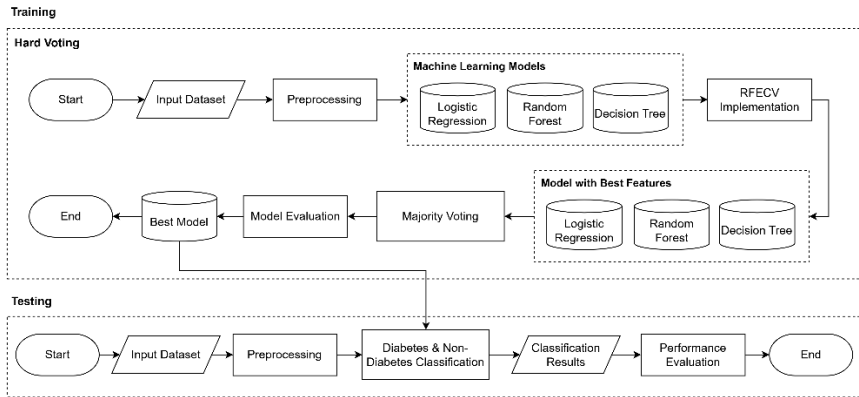 Training
Hard Voting
Start
Input Dataset
Preprocessing
Machine Learning Models
Logistic
Regression
Random
Forest
Decision Tree
RFECV
Implementation
Model with Best Features
Logistic
Regression
Random
Forest
Decision Tree
Majority Voting
Model Evaluation
Best Model
End
Testing
Start
Input Dataset
Preprocessing
Diabetes & Non-
Diabetes Classification
Classification
Results
Performance
Evaluation
End